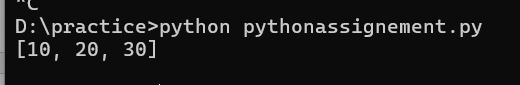 ^C
D:\practice>python pythonassignement.py
[10, 20, 30]